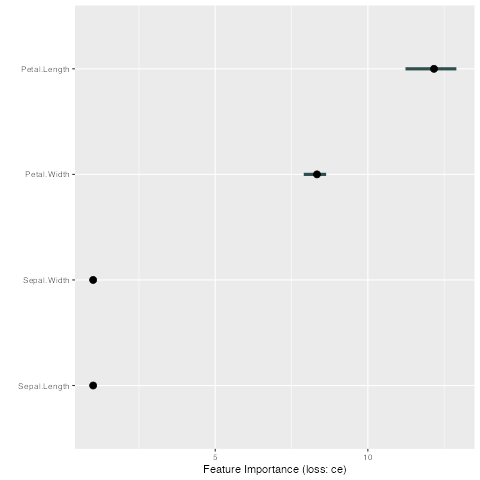 Petal.Length
Petal.Width
Sepal.Width
Sepal.Length
5
10
Feature Importance (loss: ce)